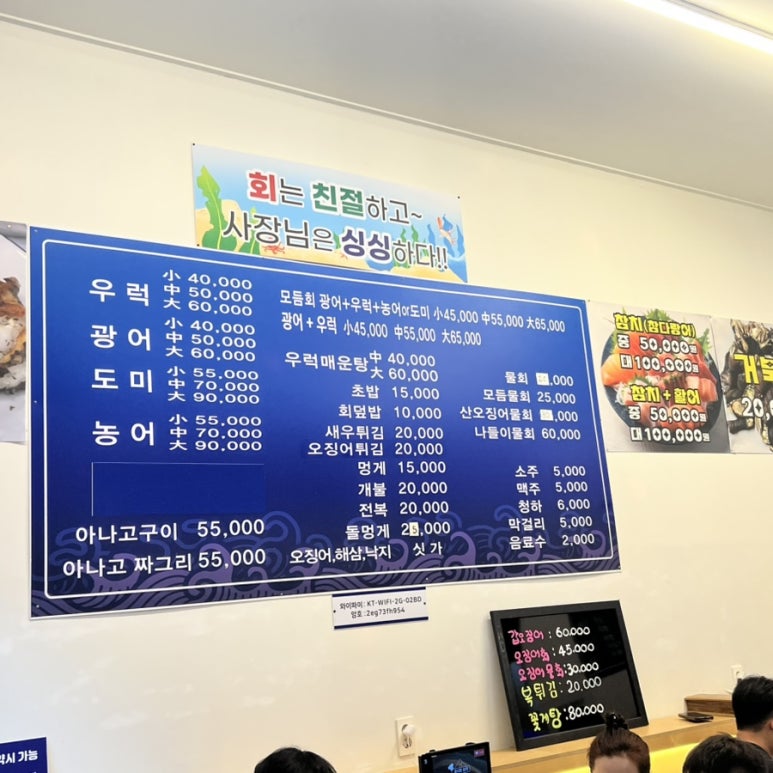 회는 친절하고~
사장님은 싱싱하다!!
우럭 小 40,000
中 50,000
大 60,000
광어 小 40,000
中 50,000
大 60,000
도미 小 55,000
中 70,000
大 90,000
농어 小 55,000
中 70,000
大 90,000
아나고구이 55,000
아나고 짜그리 55,000
모듬회 광어+우럭+농어or도미 小45,000 中55,000 大65,000
광어+우럭 小45,000 中55,000 大65,000
우럭매운탕 中 40,000
大 60,000
초밥 15,000
회덮밥 10,000
새우튀김 20,000
오징어튀김 20,000
멍게 15,000
개불 20,000
전복 20,000
돌멍게 25,000
오징어,해삼,낙지 싯가
물회
모듬물회 25,000
산오징어물회
나들이물회 60,000
소주 5,000
맥주 5,000
청하 6,000
막걸리 5,000
음료수 2,000
참치(참다랑어)
중 50,000원
대 100,000원
참치+활어
중 50,000원
대 100,000원
와이파이: KT-WIFI-2G-02BD
암호:2eg73fh954
갑오징어 : 60.000
오징어회 : 45.000
오징어물회:30.000
복튀김 : 20.000
꽃게탕 : 80.000
시 가능